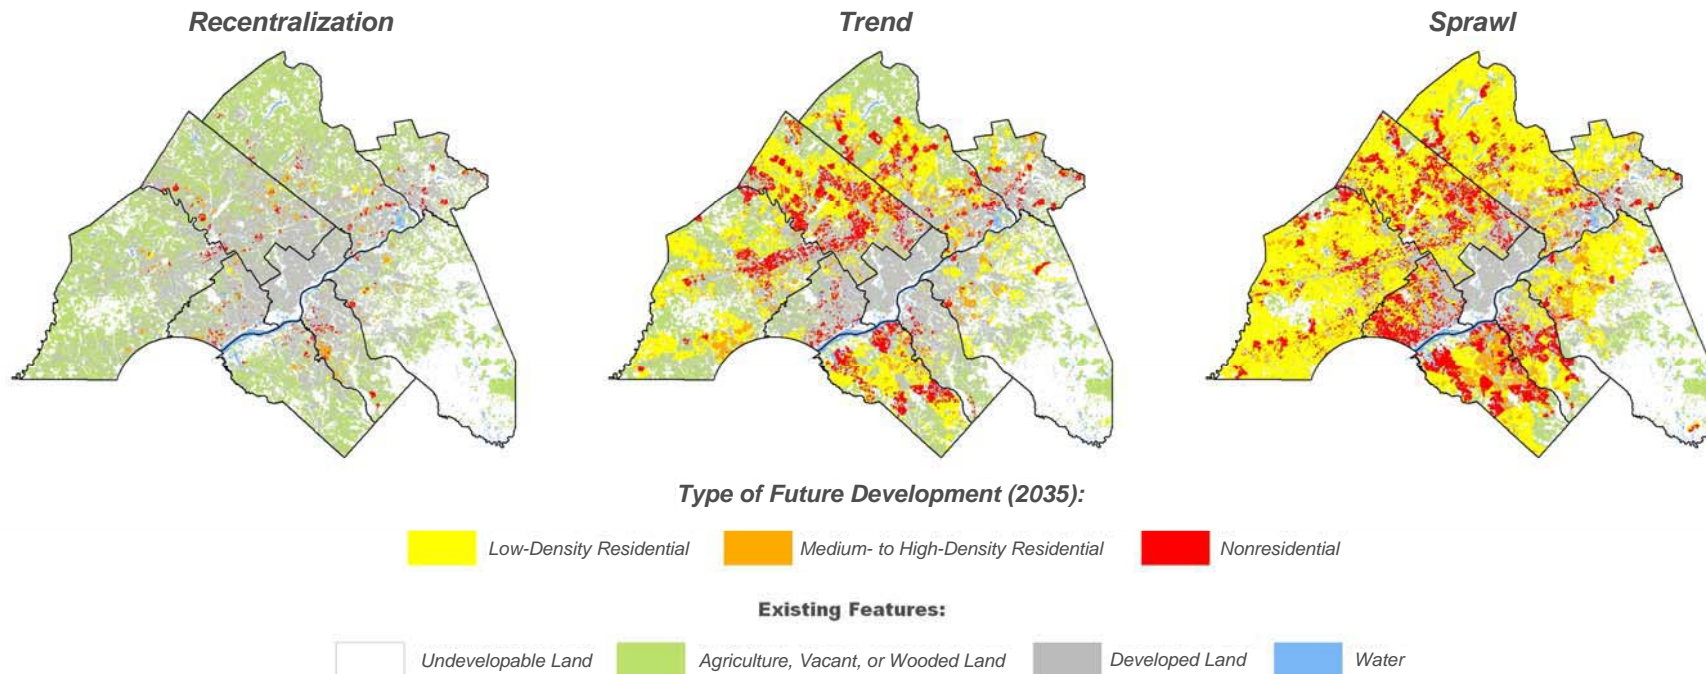 Recentralization
Trend
Sprawl
Type of Future Development (2035):
Low-Density Residential
Medium- to High-Density Residential
Nonresidential
Existing Features:
Undevelopable Land
Agriculture, Vacant, or Wooded Land
Developed Land
Water